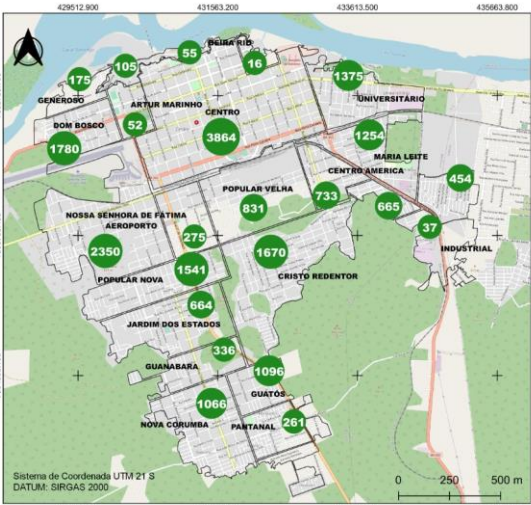 429512.900 431563.200 433613.500 435663.800
BEIRA RIO
55
105
16
175
1375
GENEROSO
ARTUR MARINHO
UNIVERSITÁRIO
CENTRO
DOM BOSCO
52
3864
1254
1780
MARIA LEITE
CENTRO AMERICA
454
POPULAR VELHA
733
665
831
NOSSA SENHORA DE FÁTIMA
AEROPORTO
37
275
2350
1670
INDUSTRIAL
1541
POPULAR NOVA
CRISTO REDENTOR
664
JARDIM DOS ESTADOS
336
GUANABARA
1096
GUATÓS
1066
NOVA CORUMBA
PANTANAL
261
Sistema de Coordenada UTM 21 S
DATUM: SIRGAS 2000
0 250 500 m